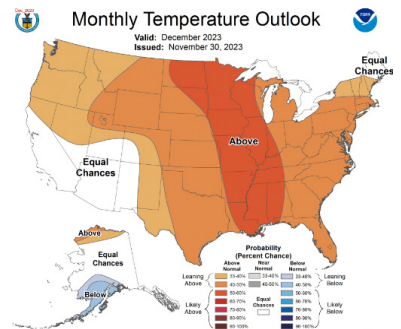 Dec, 2023
Monthly Temperature Outlook
Valid: December 2023
Issued: November 30, 2023
Equal
Chances
Above
Equal
Chances
Above
Equal
Chances
Below
Probability
(Percent Chance)
Above
Normal
Near
Normal
Below
Normal
Leaning
Above
33-40%
40-50%
33-40%
40-50%
33-40%
40-50%
Leaning
Below
50-60%
50-60%
Likely
Above
60-70%
70-80%
80-90%
90-100%
Equal
Chances
60-70%
70-80%
80-90%
90-100%
Likely
Below